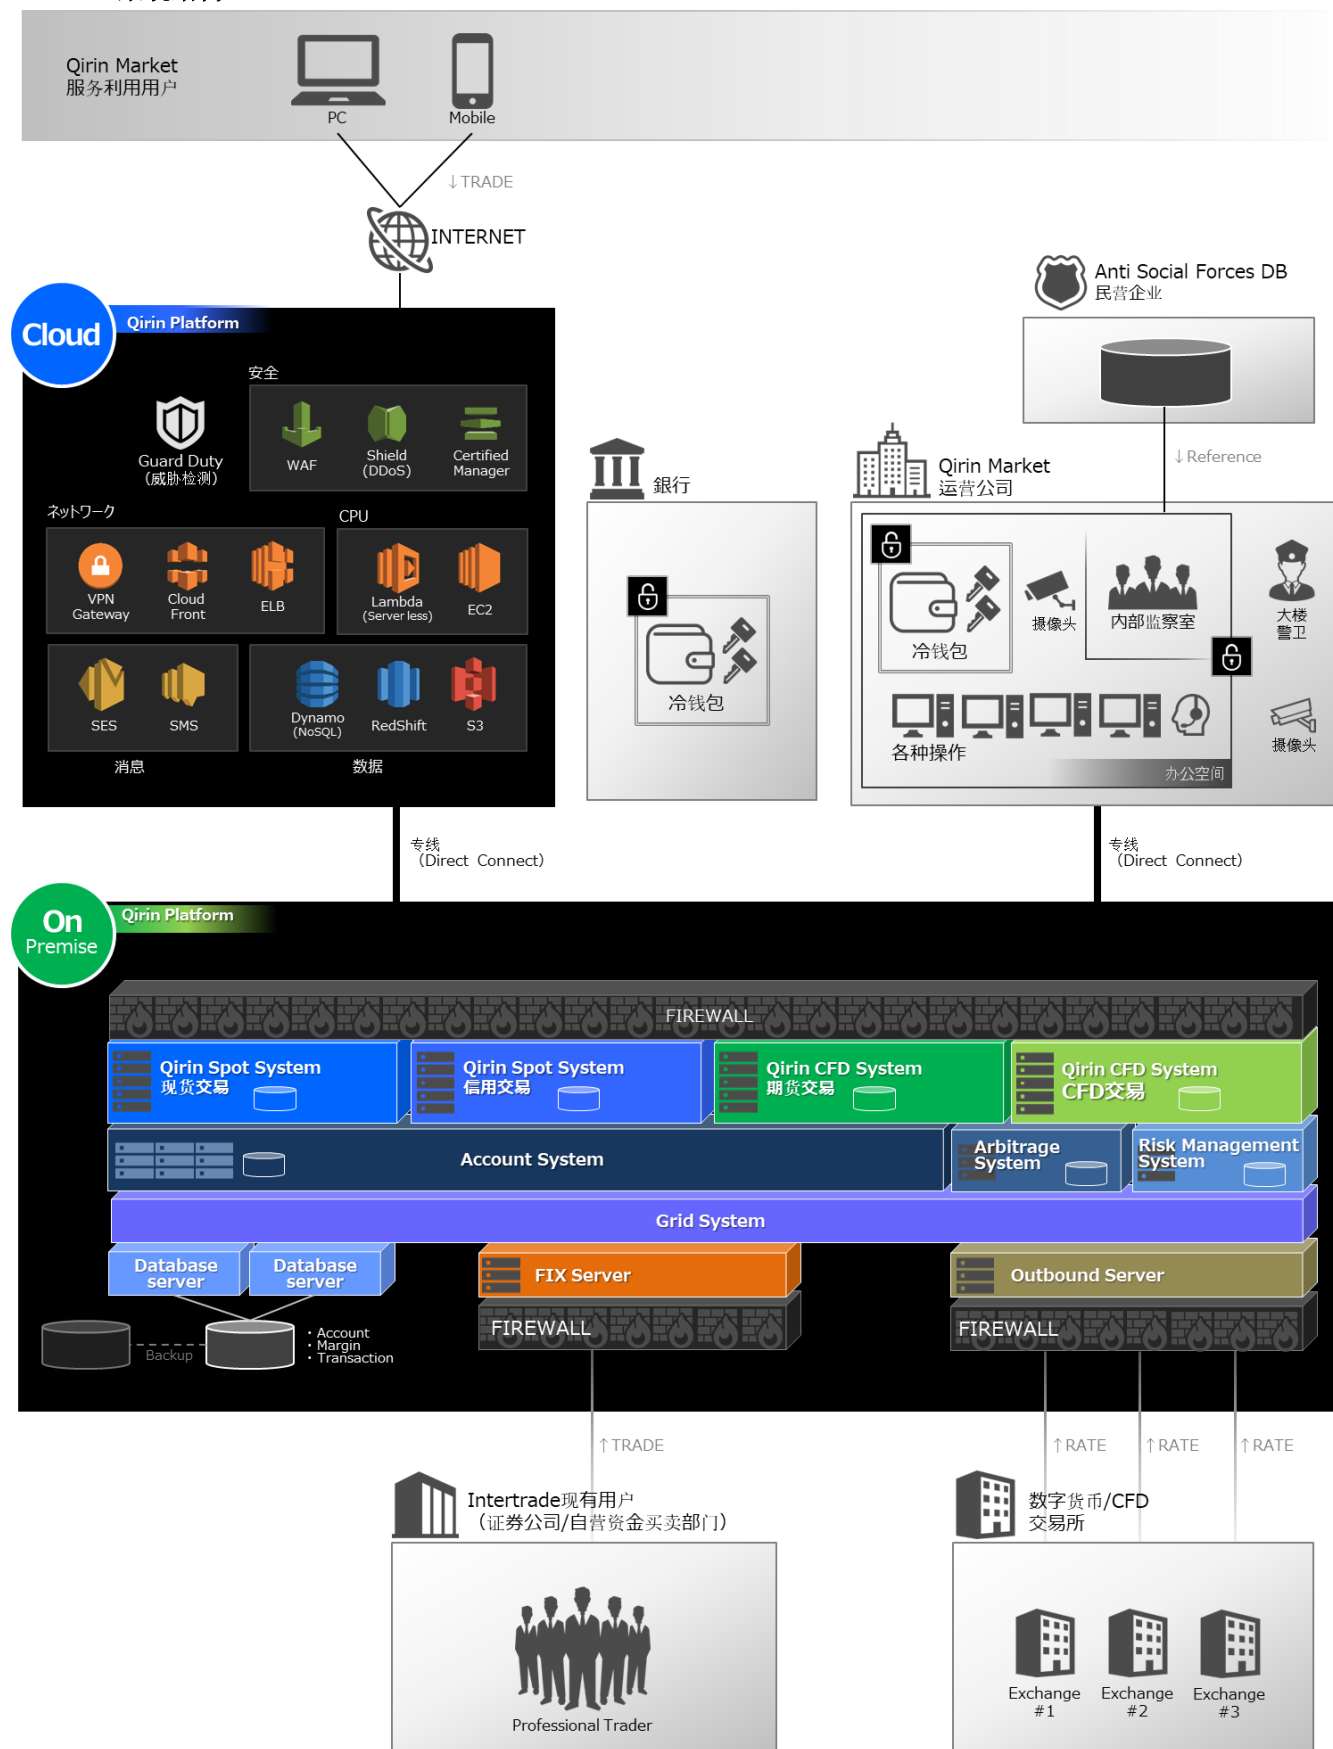 Qirin Market
服务利用用户
PC
Mobile
↓TRADE
INTERNET
Anti Social Forces DB
民营企业
Cloud
Qirin Platform
安全
Guard Duty
(威胁检测)
WAF
Shield
(DDoS)
Certified
Manager
ネットワーク
CPU
VPN
Gateway
Cloud
Front
ELB
Lambda
(Server less)
EC2
SES
SMS
Dynamo
(NoSQL)
RedShift
S3
消息
数据
銀行
冷钱包
↓Reference
Qirin Market
运营公司
冷钱包
摄像头
内部监察室
大楼
警卫
各种操作
摄像头
办公空间
专线
（Direct Connect）
专线
（Direct Connect）
On
Premise
Qirin Platform
FIREWALL
Qirin Spot System
现货交易
Qirin Spot System
信用交易
Qirin CFD System
期货交易
Qirin CFD System
CFD交易
Account System
Arbitrage
System
Risk Management
System
Grid System
Database
server
Database
server
FIX Server
Outbound Server
FIREWALL
FIREWALL
Backup
・Account
・Margin
・Transaction
↑TRADE
↑RATE
↑RATE
↑RATE
Intertrade现有用户
（证券公司/自营资金买卖部门）
数字货币/CFD
交易所
Professional Trader
Exchange
#1
Exchange
#2
Exchange
#3